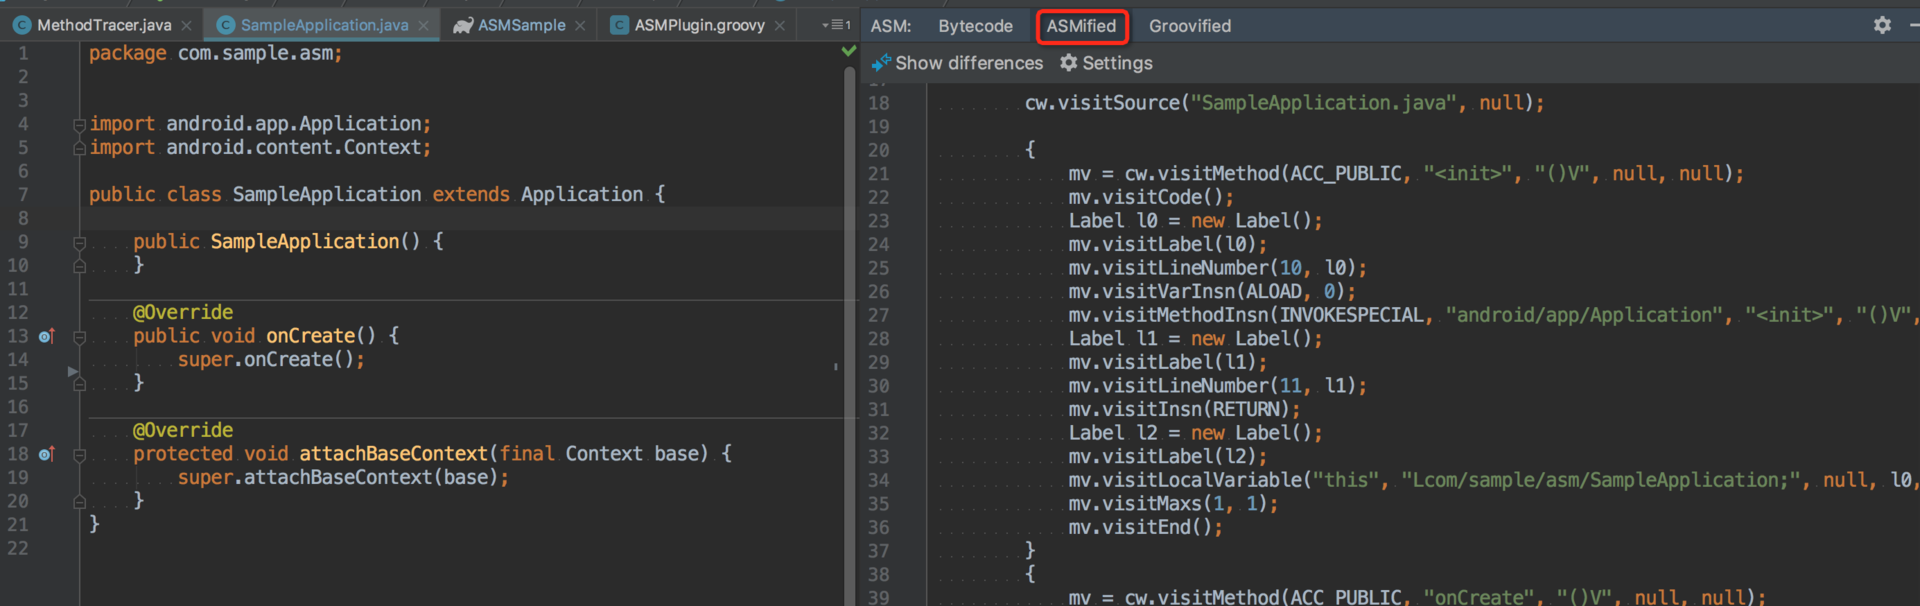 MethodTracer.java
SampleApplication.java
ASMSample
ASMPlugin.groovy
1
1 package com.sample.asm;
2
3
4 import android.app.Application;
5 import android.content.Context;
6
7 public class SampleApplication extends Application {
8
9 public SampleApplication() {
10 }
11
12 @Override
13 public void onCreate() {
14 super.onCreate();
15 }
16
17 @Override
18 protected void attachBaseContext(final Context base) {
19 super.attachBaseContext(base);
20 }
21 }
22
ASM: Bytecode ASMified Groovified
Show differences Settings
18 cw.visitSource("SampleApplication.java", null);
19
20 {
21 mv = cw.visitMethod(ACC_PUBLIC, "<init>", "()V", null, null);
22 mv.visitCode();
23 Label l0 = new Label();
24 mv.visitLabel(l0);
25 mv.visitLineNumber(10, l0);
26 mv.visitVarInsn(ALOAD, 0);
27 mv.visitMethodInsn(INVOKESPECIAL, "android/app/Application", "<init>", "()V",
28 Label l1 = new Label();
29 mv.visitLabel(l1);
30 mv.visitLineNumber(11, l1);
31 mv.visitInsn(RETURN);
32 Label l2 = new Label();
33 mv.visitLabel(l2);
34 mv.visitLocalVariable("this", "Lcom/sample/asm/SampleApplication;", null, l0,
35 mv.visitMaxs(1, 1);
36 mv.visitEnd();
37 }
38 {
39 mv = cw.visitMethod(ACC_PUBLIC, "onCreate", "()V", null, null);